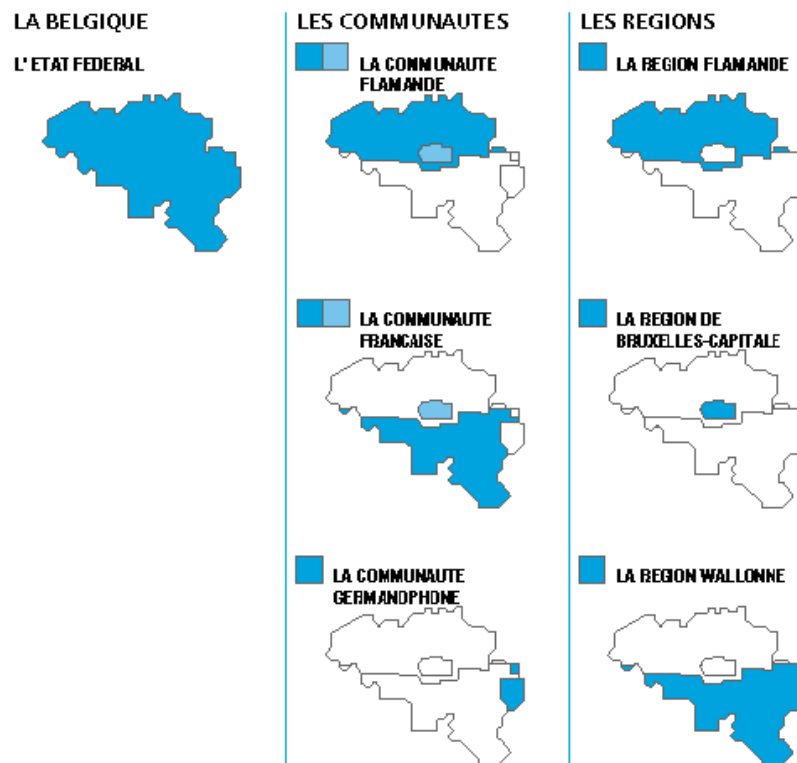 LA BELGIQUE
L'ETAT FEDERAL
LES COMMUNAUTES
LA COMMUNAUTE
FLAMANDE
LA COMMUNAUTE
FRANCAISE
LA COMMUNAUTE
GERMANOPHONE
LES REGIONS
LA REGION FLAMANDE
LA REGION DE
BRUXELLES-CAPITALE
LA REGION WALLONNE